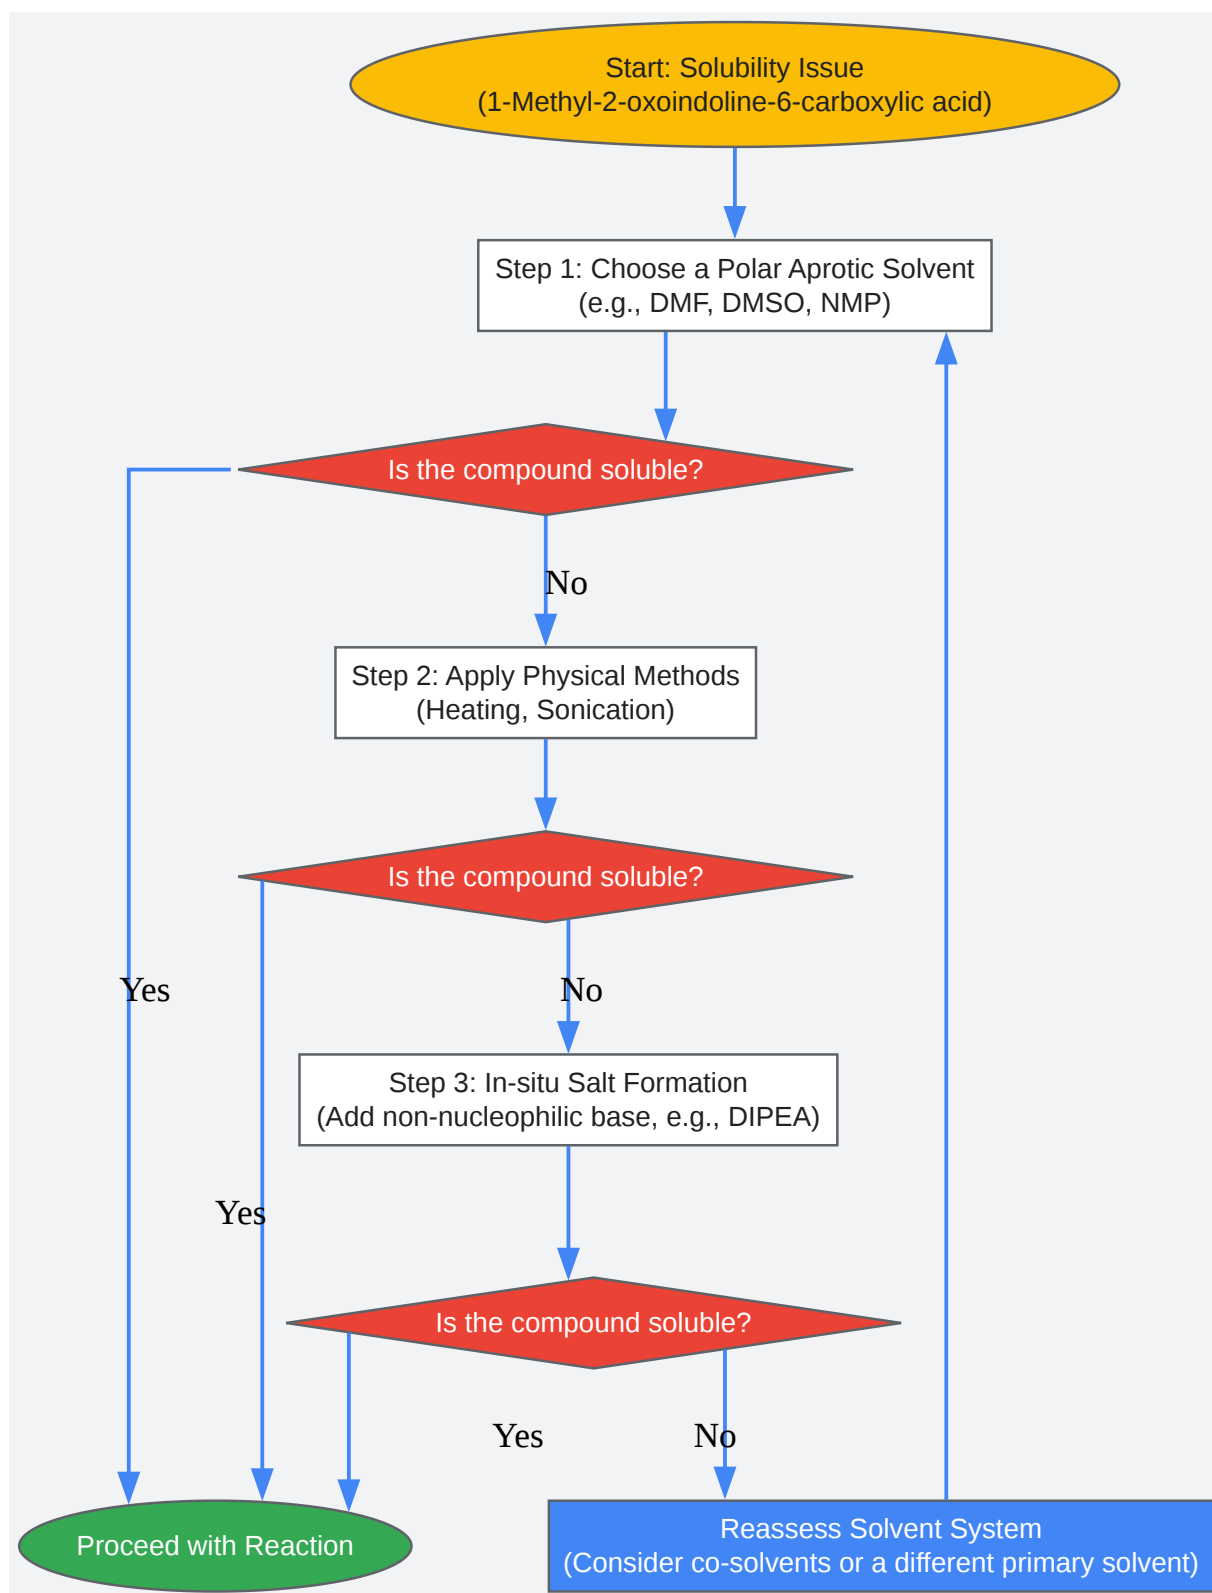 Start: Solubility Issue
(1-Methyl-2-oxoindoline-6-carboxylic acid)
Step 1: Choose a Polar Aprotic Solvent
(e.g., DMF, DMSO, NMP)
Is the compound soluble?
No
Step 2: Apply Physical Methods
(Heating, Sonication)
Is the compound soluble?
Yes
No
Step 3: In-situ Salt Formation
(Add non-nucleophilic base, e.g., DIPEA)
Yes
Is the compound soluble?
Yes
No
Proceed with Reaction
Reassess Solvent System
(Consider co-solvents or a different primary solvent)